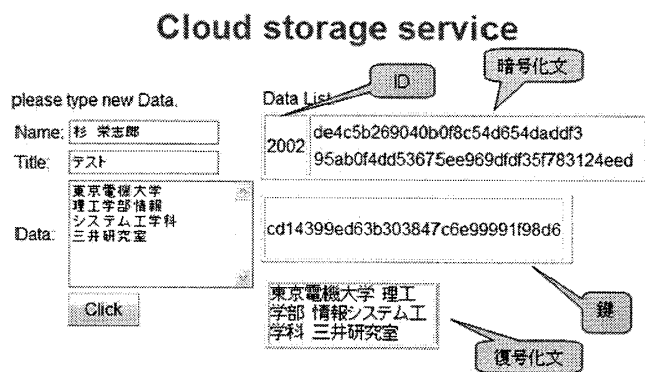 Cloud storage service
please type new Data.
Name: 杉 栄志郎
Title: テスト
Data:
東京電機大学
理工学部情報
システム工学科
三井研究室
Click
Data List
ID
暗号化文
2002
de4c5b269040b0f8c54d654daddf3
95ab0f4dd53675ee969dfdf35f783124eed
cd14399ed63b303847c6e99991f98d6
鍵
東京電機大学 理工
学部 情報システム工
学科 三井研究室
復号化文